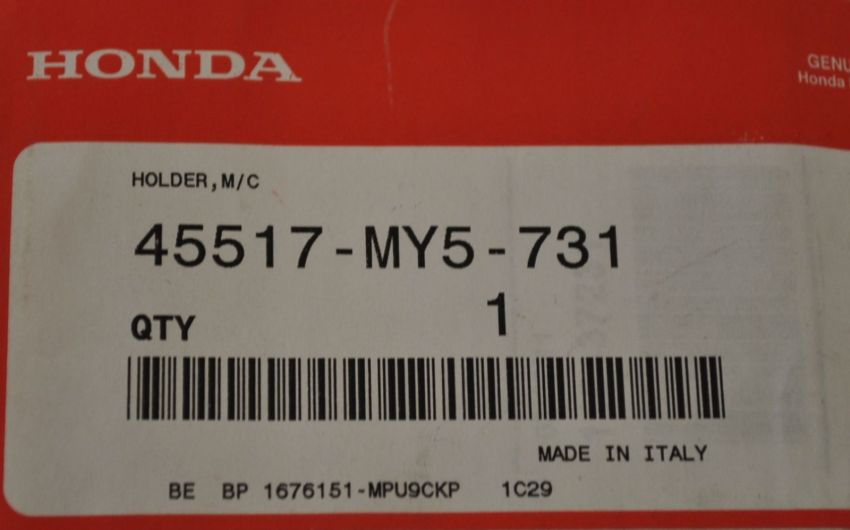 HONDA
GENU
Honda
HOLDER,M/C
45517-MY5-731
QTY 1
MADE IN ITALY
BE BP 1676151-MPU9CKP 1C29